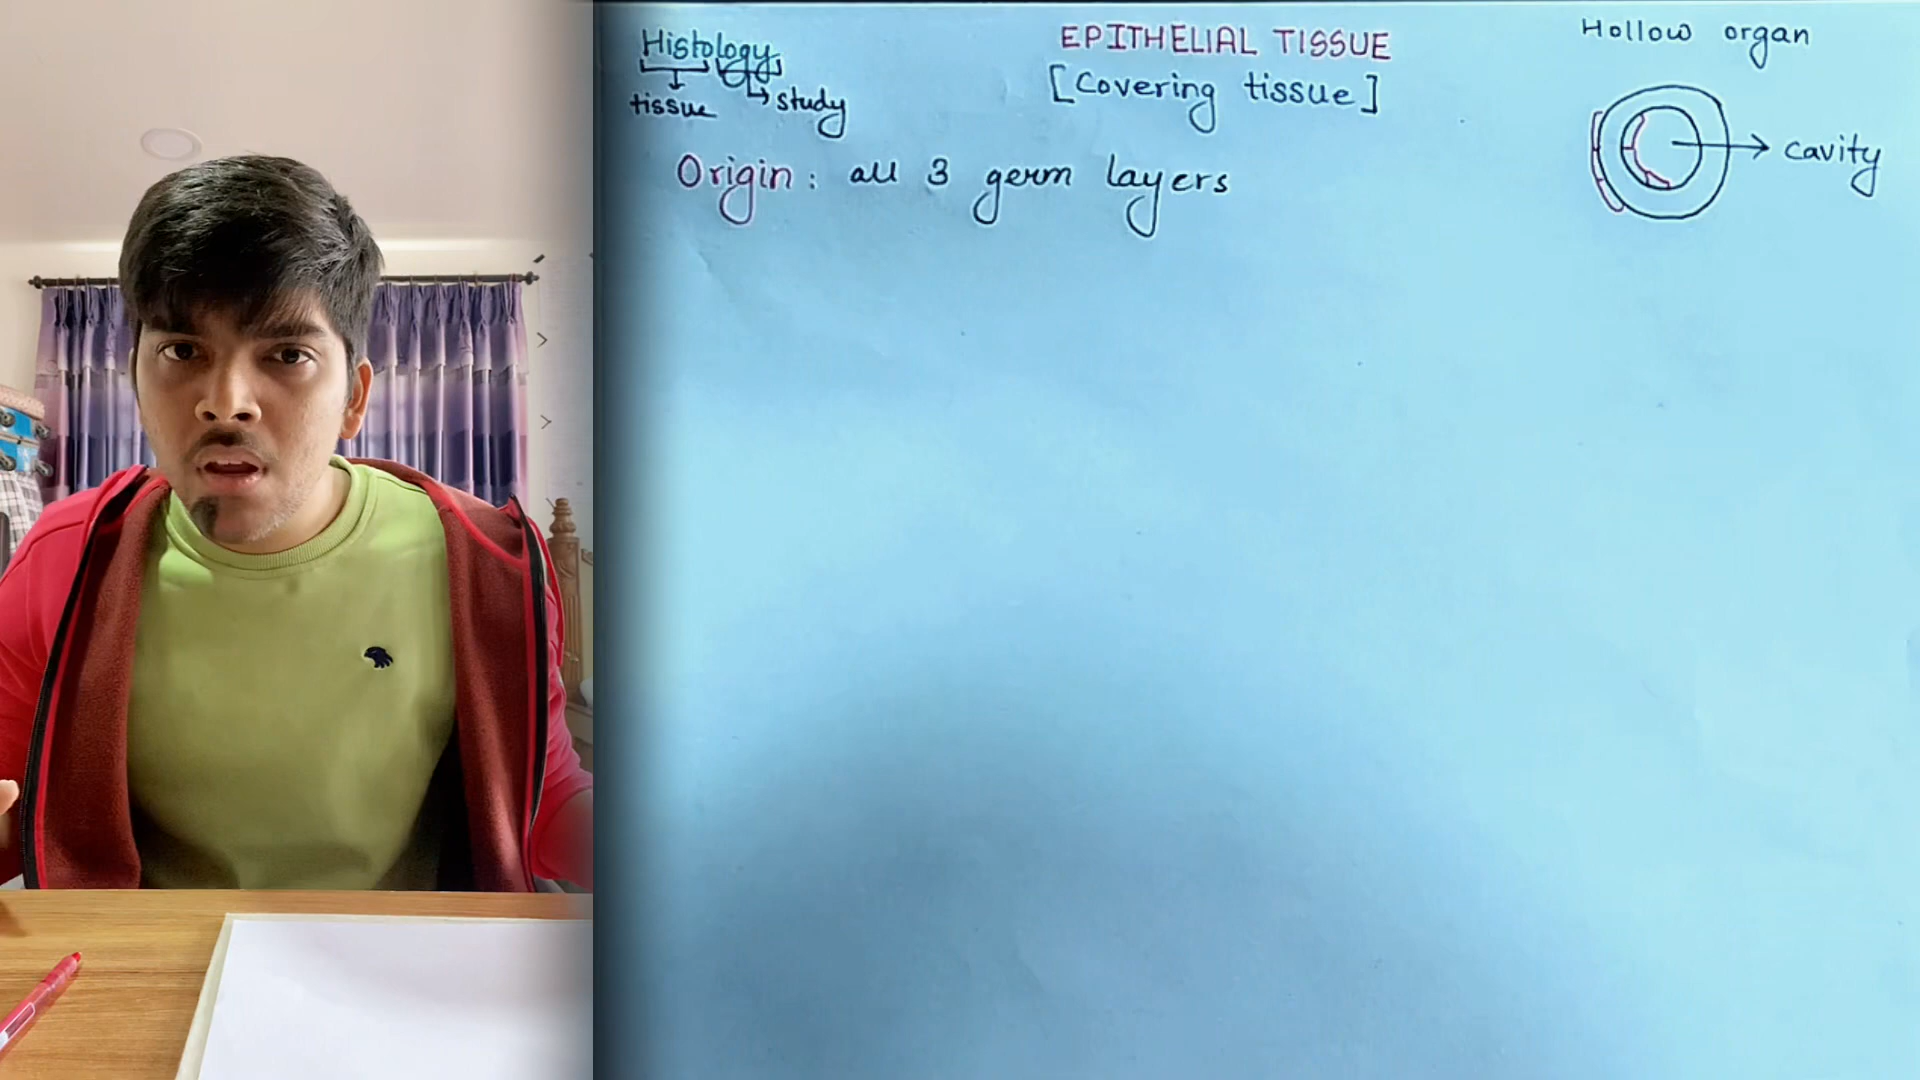 Histology
tissue
study
EPITHELIAL TISSUE
[Covering tissue]
Origin: all 3 germ layers
Hollow organ
cavity